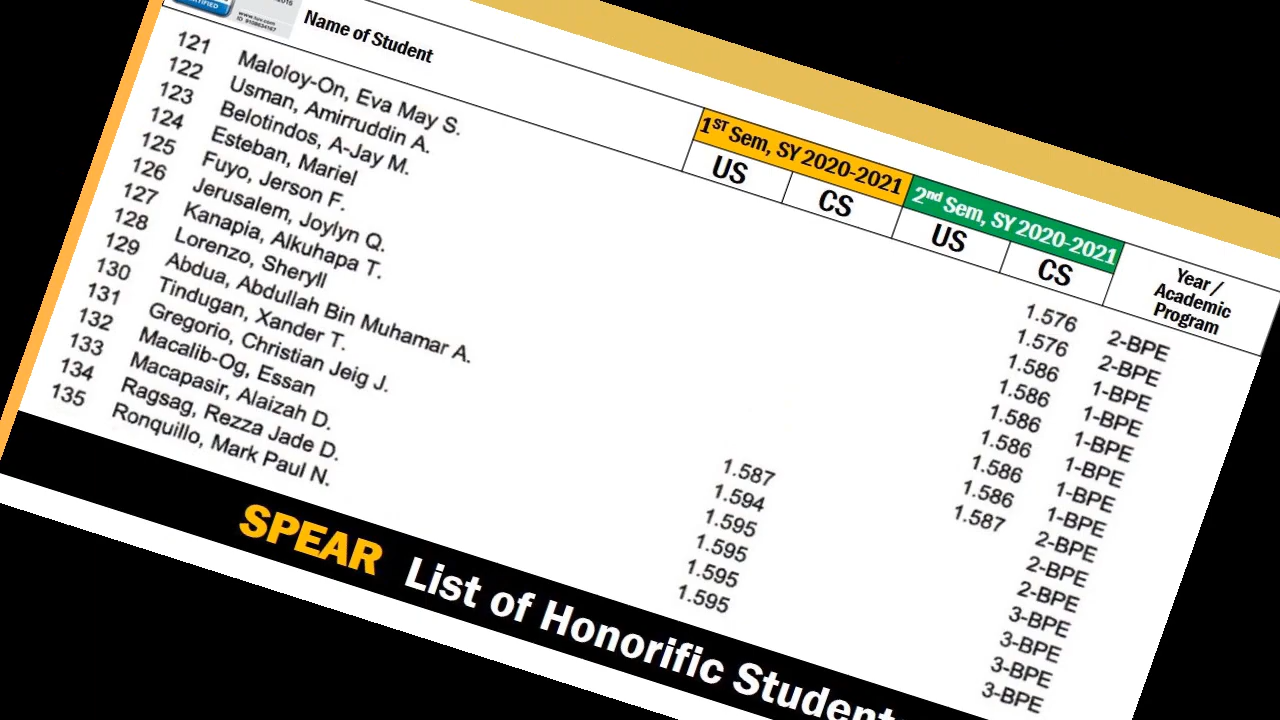 CERTIFIED
www.tuv.com
Name of Student
1ST Sem, SY 2020-2021
2nd Sem, SY 2020-2021
US CS US CS
Year /
Academic
Program
121 Maloloy-On, Eva May S. 1.576 2-BPE
122 Usman, Amirruddin A. 1.576 2-BPE
123 Belotindos, A-Jay M. 1.586 1-BPE
124 Esteban, Mariel 1.586 1-BPE
125 Fuyo, Jerson F. 1.586 1-BPE
126 Jerusalem, Joylyn Q. 1.586 1-BPE
127 Kanapia, Alkuhapa T. 1.586 1-BPE
128 Lorenzo, Sheryll 1.586 1-BPE
129 Abdua, Abdullah Bin Muhamar A. 1.587 2-BPE
130 Tindugan, Xander T. 1.587 2-BPE
131 Gregorio, Christian Jeig J. 1.594 2-BPE
132 Macalib-Og, Essan 1.595 3-BPE
133 Macapasir, Alaizah D. 1.595 3-BPE
134 Ragsag, Rezza Jade D. 1.595 3-BPE
135 Ronquillo, Mark Paul N. 1.595 3-BPE
SPEAR List of Honorific Student